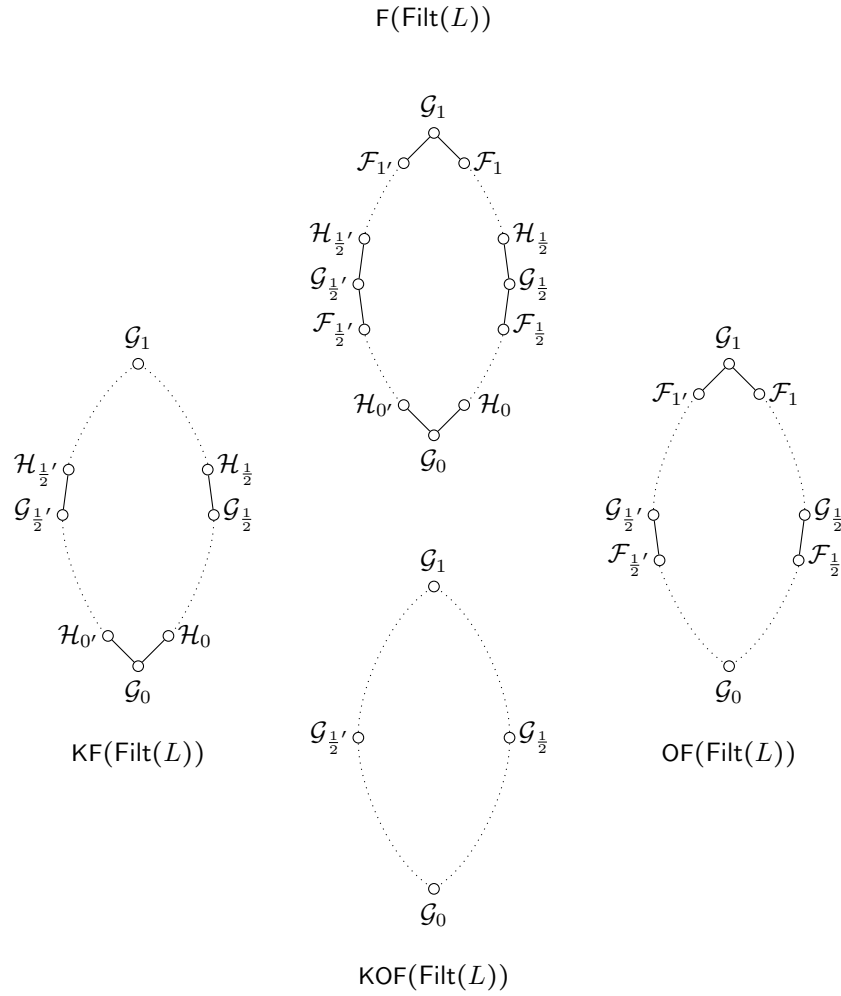 F(Filt(L))
𝒢₁
ℱ₁′ ℱ₁
ℋ½′ ℋ½
𝒢½′ 𝒢½
ℱ½′ ℱ½
ℋ₀′ ℋ₀
𝒢₀
𝒢₁
ℋ½′ ℋ½
𝒢½′ 𝒢½
ℋ₀′ ℋ₀
𝒢₀
KF(Filt(L))
𝒢₁
𝒢½′ 𝒢½
𝒢₀
KOF(Filt(L))
𝒢₁
ℱ₁′ ℱ₁
𝒢½′ 𝒢½
ℱ½′ ℱ½
𝒢₀
OF(Filt(L))